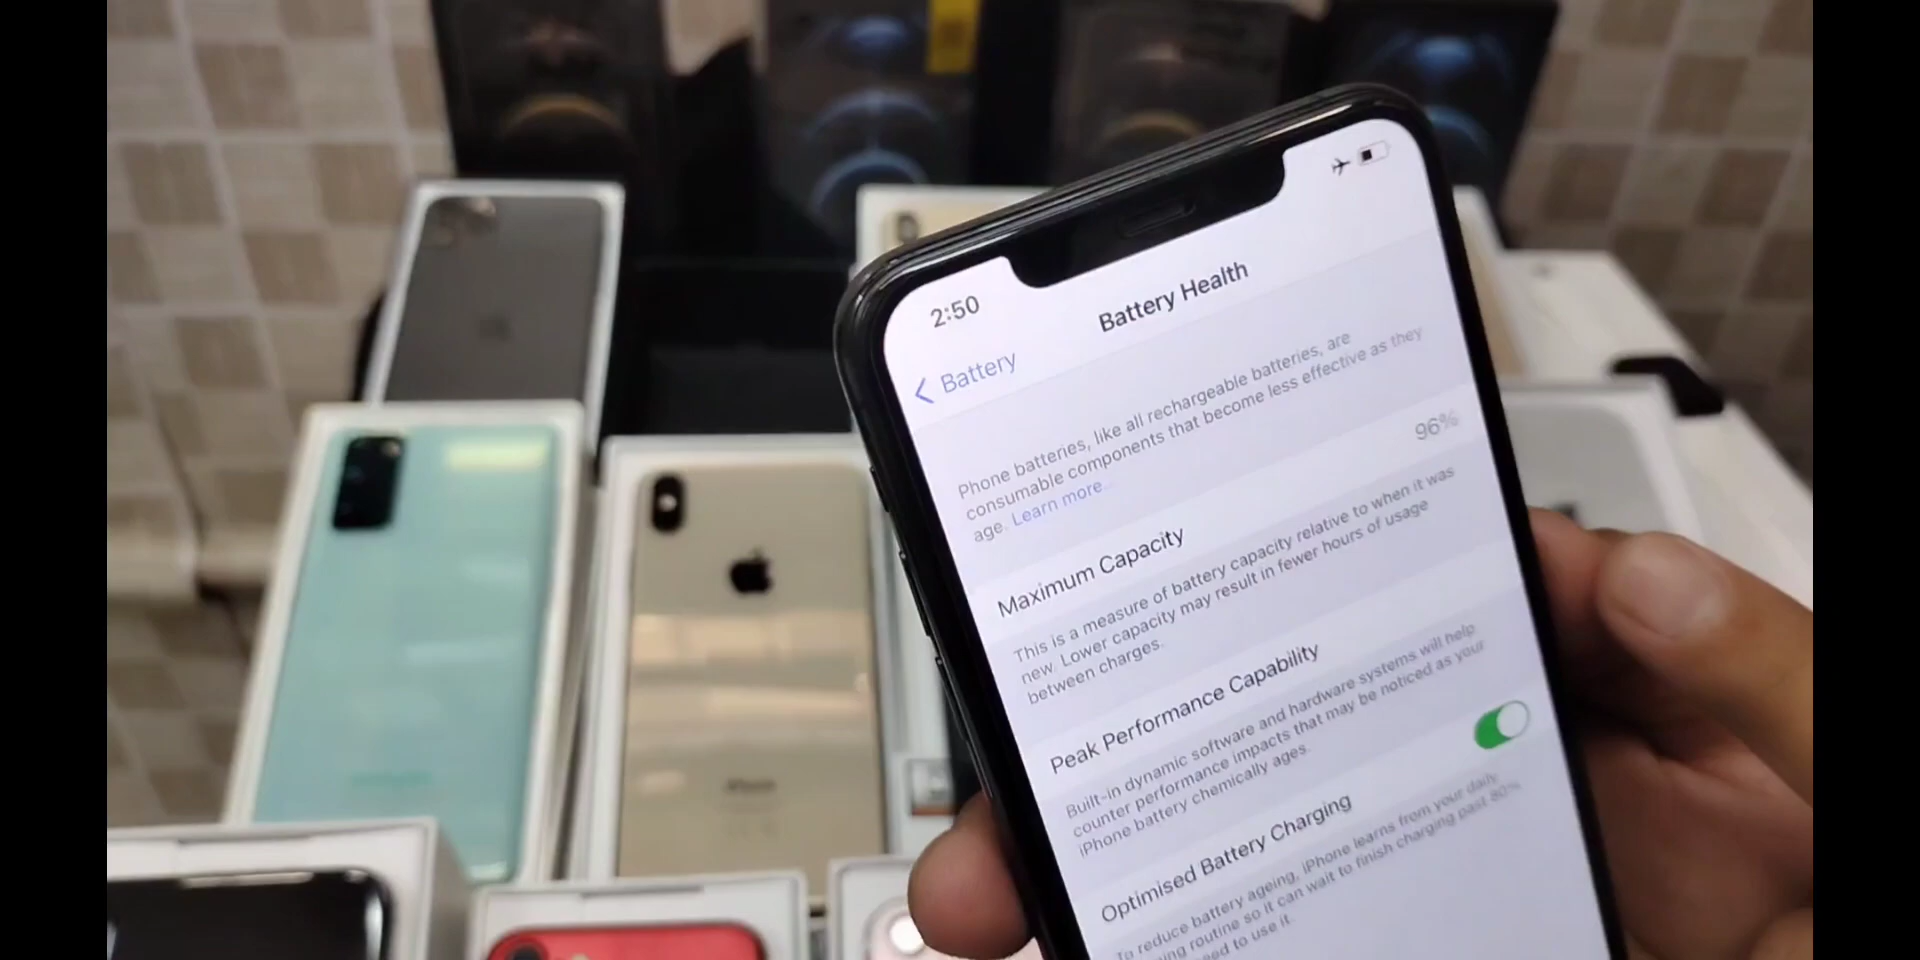 2:50
Battery
Battery Health
Phone batteries, like all rechargeable batteries, are
consumable components that become less effective as they
age. Learn more...
Maximum Capacity 96%
This is a measure of battery capacity relative to when it was
new. Lower capacity may result in fewer hours of usage
between charges.
Peak Performance Capability
Built-in dynamic software and hardware systems will help
counter performance impacts that may be noticed as your
iPhone battery chemically ages.
Optimised Battery Charging
To reduce battery ageing, iPhone learns from your daily
routine so it can wait to finish charging past 80%
need to use it.